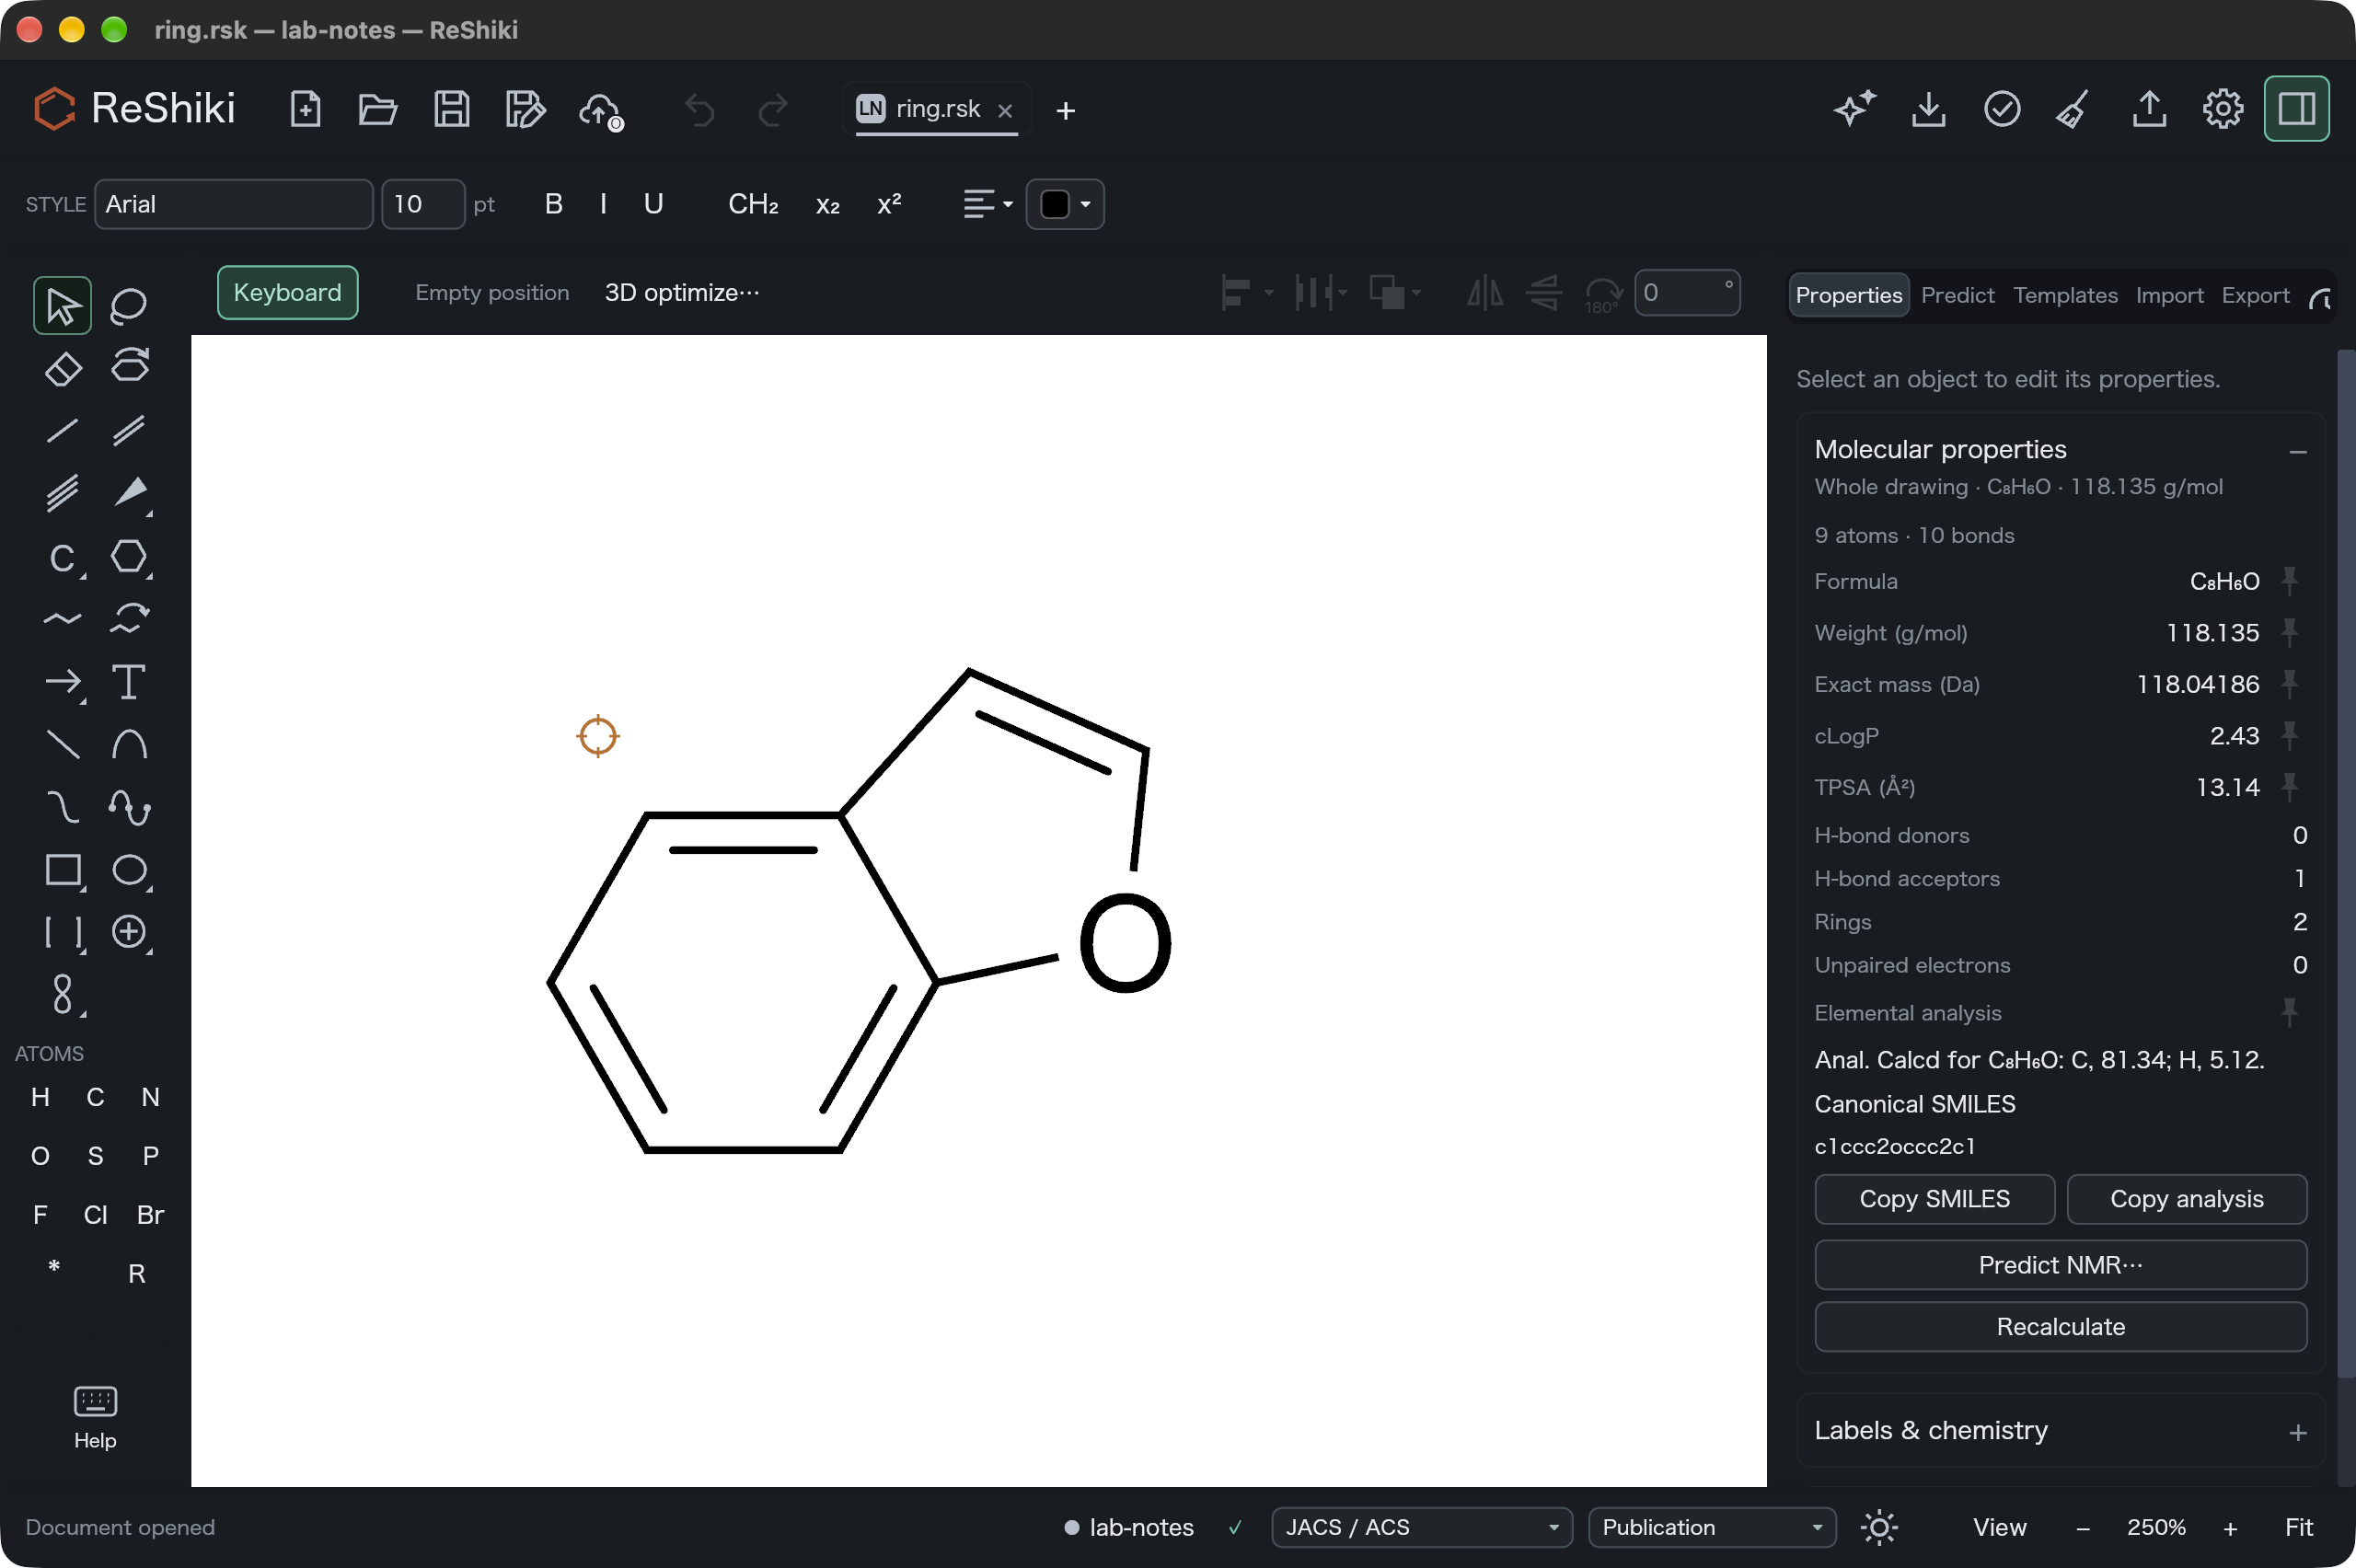 ring.rsk — lab-notes — ReShiki
ReShiki
LN ring.rsk × +
STYLE Arial 10 pt B I U CH₂ x₂ x²
Keyboard Empty position 3D optimize… 180° 0 °
Properties Predict Templates Import Export
Select an object to edit its properties.
Molecular properties −
Whole drawing · C₈H₆O · 118.135 g/mol
9 atoms · 10 bonds
Formula C₈H₆O
Weight (g/mol) 118.135
Exact mass (Da) 118.04186
cLogP 2.43
TPSA (Å²) 13.14
H-bond donors 0
H-bond acceptors 1
Rings 2
Unpaired electrons 0
Elemental analysis
Anal. Calcd for C₈H₆O: C, 81.34; H, 5.12.
Canonical SMILES
c1ccc2occc2c1
Copy SMILES Copy analysis
Predict NMR…
Recalculate
Labels & chemistry +
C
T
[ ]
ATOMS
H C N
O S P
F Cl Br
* R
Help
O
Document opened
lab-notes ✓ JACS / ACS Publication View − 250% + Fit